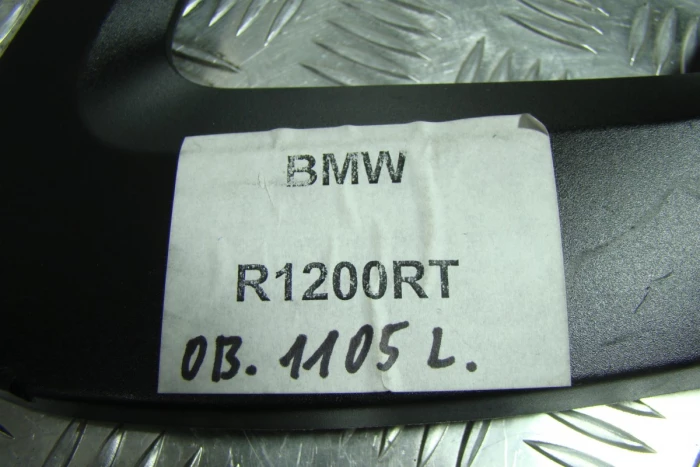 BMW
R1200RT
OB. 1105 L.